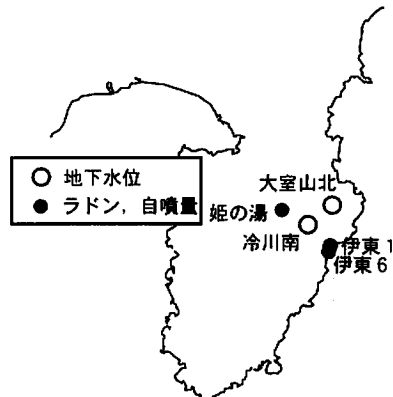 地下水位
ラドン，自噴量
大室山北
姫の湯
冷川南
伊東1
伊東6